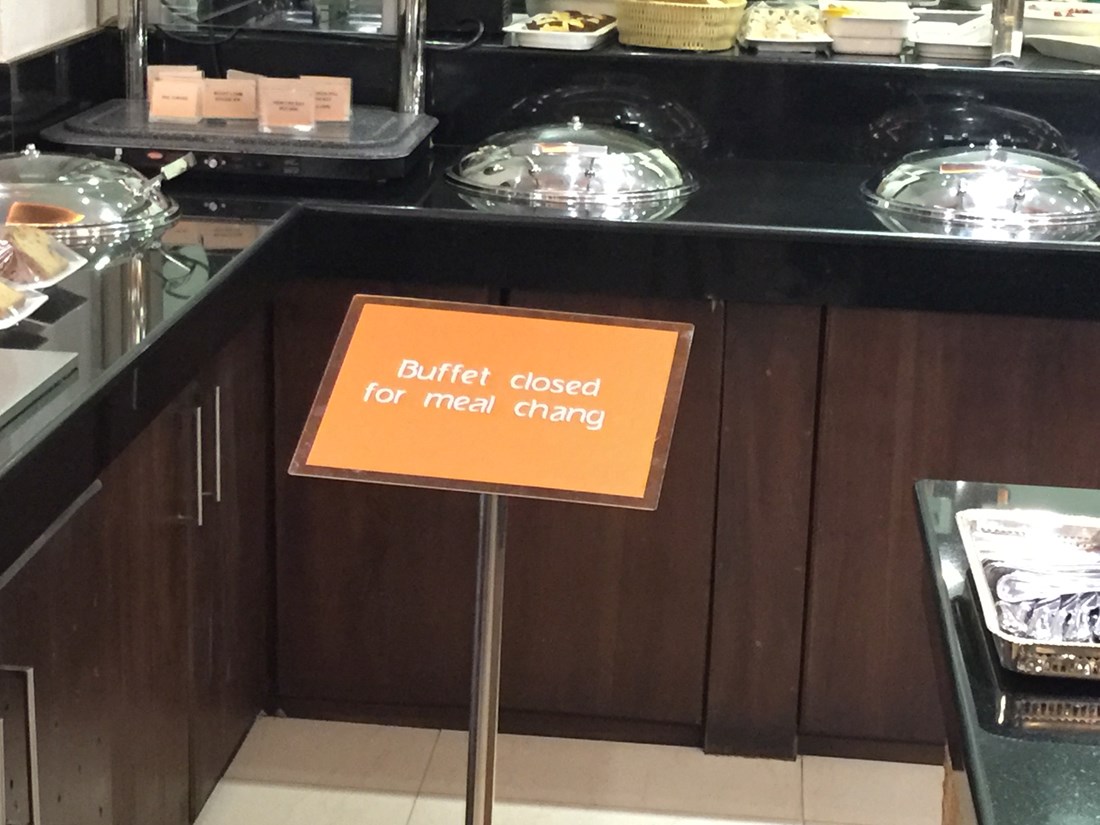 Buffet closed
for meal chang